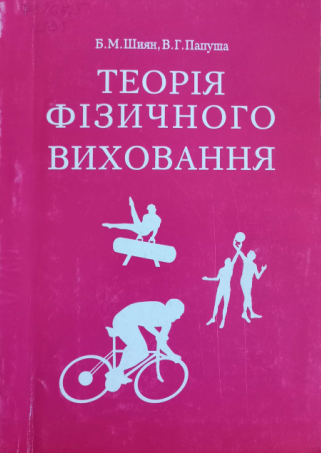 Б. М. Шиян, В. Г. Папуша
ТЕОРІЯ
ФІЗИЧНОГО
ВИХОВАННЯ